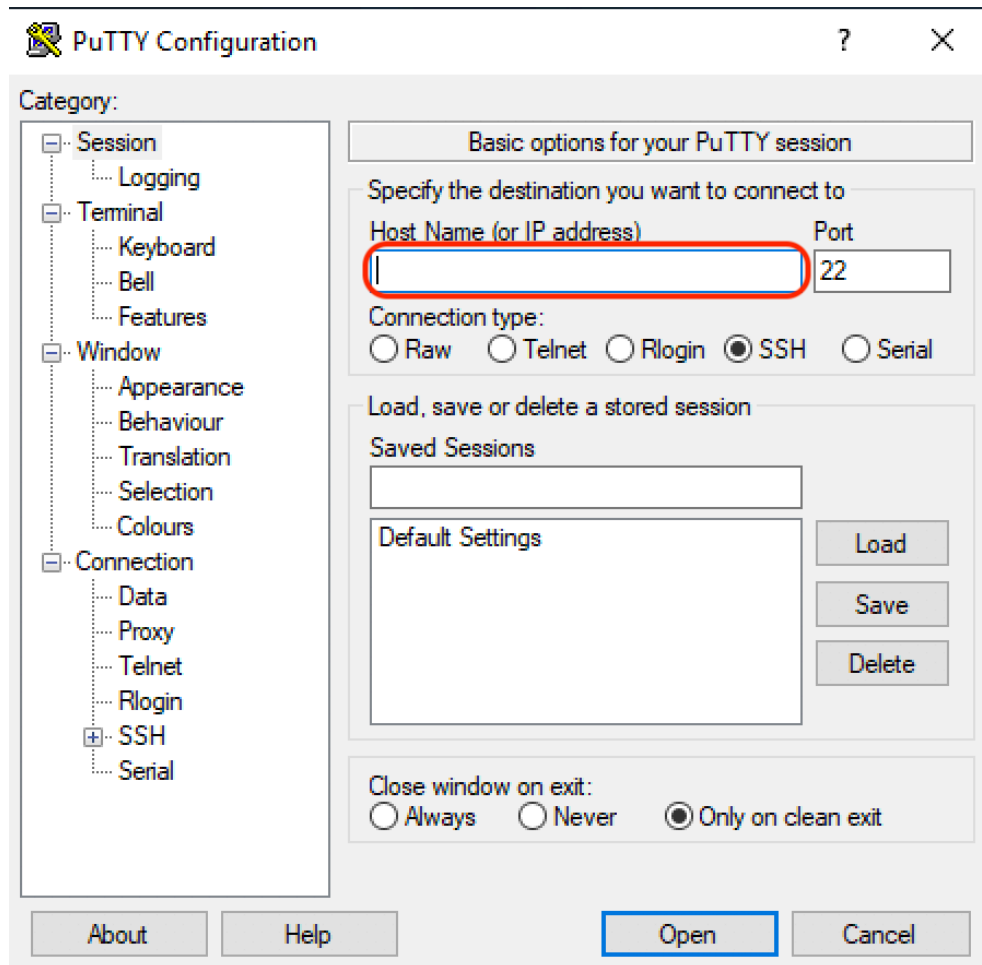 PuTTY Configuration ?
Category:
Session
Logging
Terminal
Keyboard
Bell
Features
Window
Appearance
Behaviour
Translation
Selection
Colours
Connection
Data
Proxy
Telnet
Rlogin
SSH
Serial
Basic options for your PuTTY session
Specify the destination you want to connect to
Host Name (or IP address) Port
22
Connection type:
Raw Telnet Rlogin SSH Serial
Load, save or delete a stored session
Saved Sessions
Default Settings
Load
Save
Delete
Close window on exit:
Always Never Only on clean exit
About Help Open Cancel